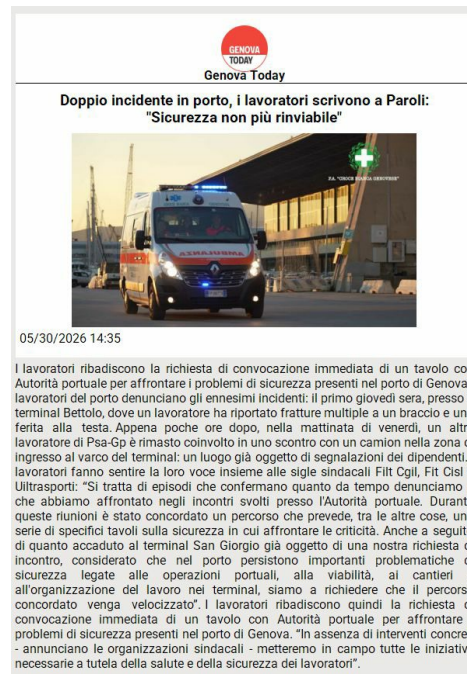 GENOVA
TODAY
Genova Today
Doppio incidente in porto, i lavoratori scrivono a Paroli:
"Sicurezza non più rinviabile"
P.A. "CROCE BIANCA GENOVESE"
AMBULANZA
05/30/2026 14:35
I lavoratori ribadiscono la richiesta di convocazione immediata di un tavolo co
Autorità portuale per affrontare i problemi di sicurezza presenti nel porto di Genova
lavoratori del porto denunciano gli ennesimi incidenti: il primo giovedì sera, presso
terminal Bettolo, dove un lavoratore ha riportato fratture multiple a un braccio e un
ferita alla testa. Appena poche ore dopo, nella mattinata di venerdì, un altr
lavoratore di Psa-Gp è rimasto coinvolto in uno scontro con un camion nella zona d
ingresso al varco del terminal: un luogo già oggetto di segnalazioni dei dipendenti.
lavoratori fanno sentire la loro voce insieme alle sigle sindacali Filt Cgil, Fit Cisl
Uiltrasporti: “Si tratta di episodi che confermano quanto da tempo denunciamo
che abbiamo affrontato negli incontri svolti presso l'Autorità portuale. Durant
queste riunioni è stato concordato un percorso che prevede, tra le altre cose, un
serie di specifici tavoli sulla sicurezza in cui affrontare le criticità. Anche a seguit
di quanto accaduto al terminal San Giorgio già oggetto di una nostra richiesta d
incontro, considerato che nel porto persistono importanti problematiche d
sicurezza legate alle operazioni portuali, alla viabilità, ai cantieri
all'organizzazione del lavoro nei terminal, siamo a richiedere che il percors
concordato venga velocizzato”. I lavoratori ribadiscono quindi la richiesta d
convocazione immediata di un tavolo con Autorità portuale per affrontare
problemi di sicurezza presenti nel porto di Genova. “In assenza di interventi concre
- annunciano le organizzazioni sindacali - metteremo in campo tutte le iniziativ
necessarie a tutela della salute e della sicurezza dei lavoratori”.